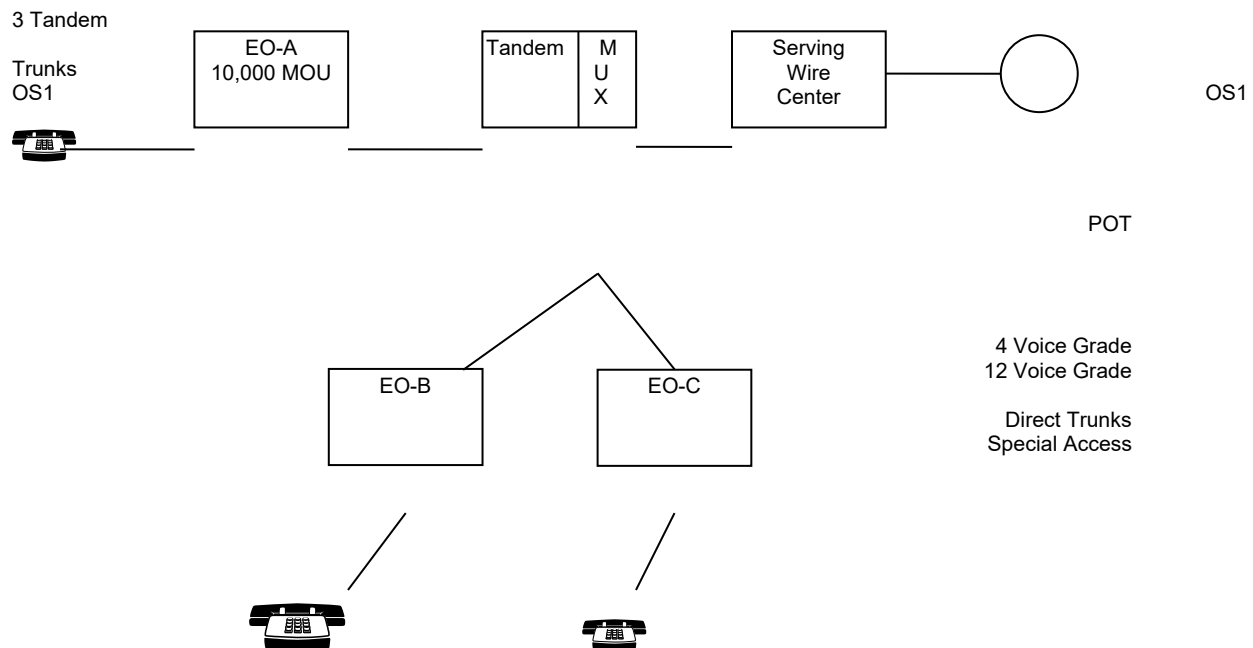 3 Tandem
Trunks
OS1
EO-A
10,000 MOU
Tandem
M
U
X
Serving
Wire
Center
OS1
POT
4 Voice Grade
12 Voice Grade
Direct Trunks
Special Access
EO-B
EO-C